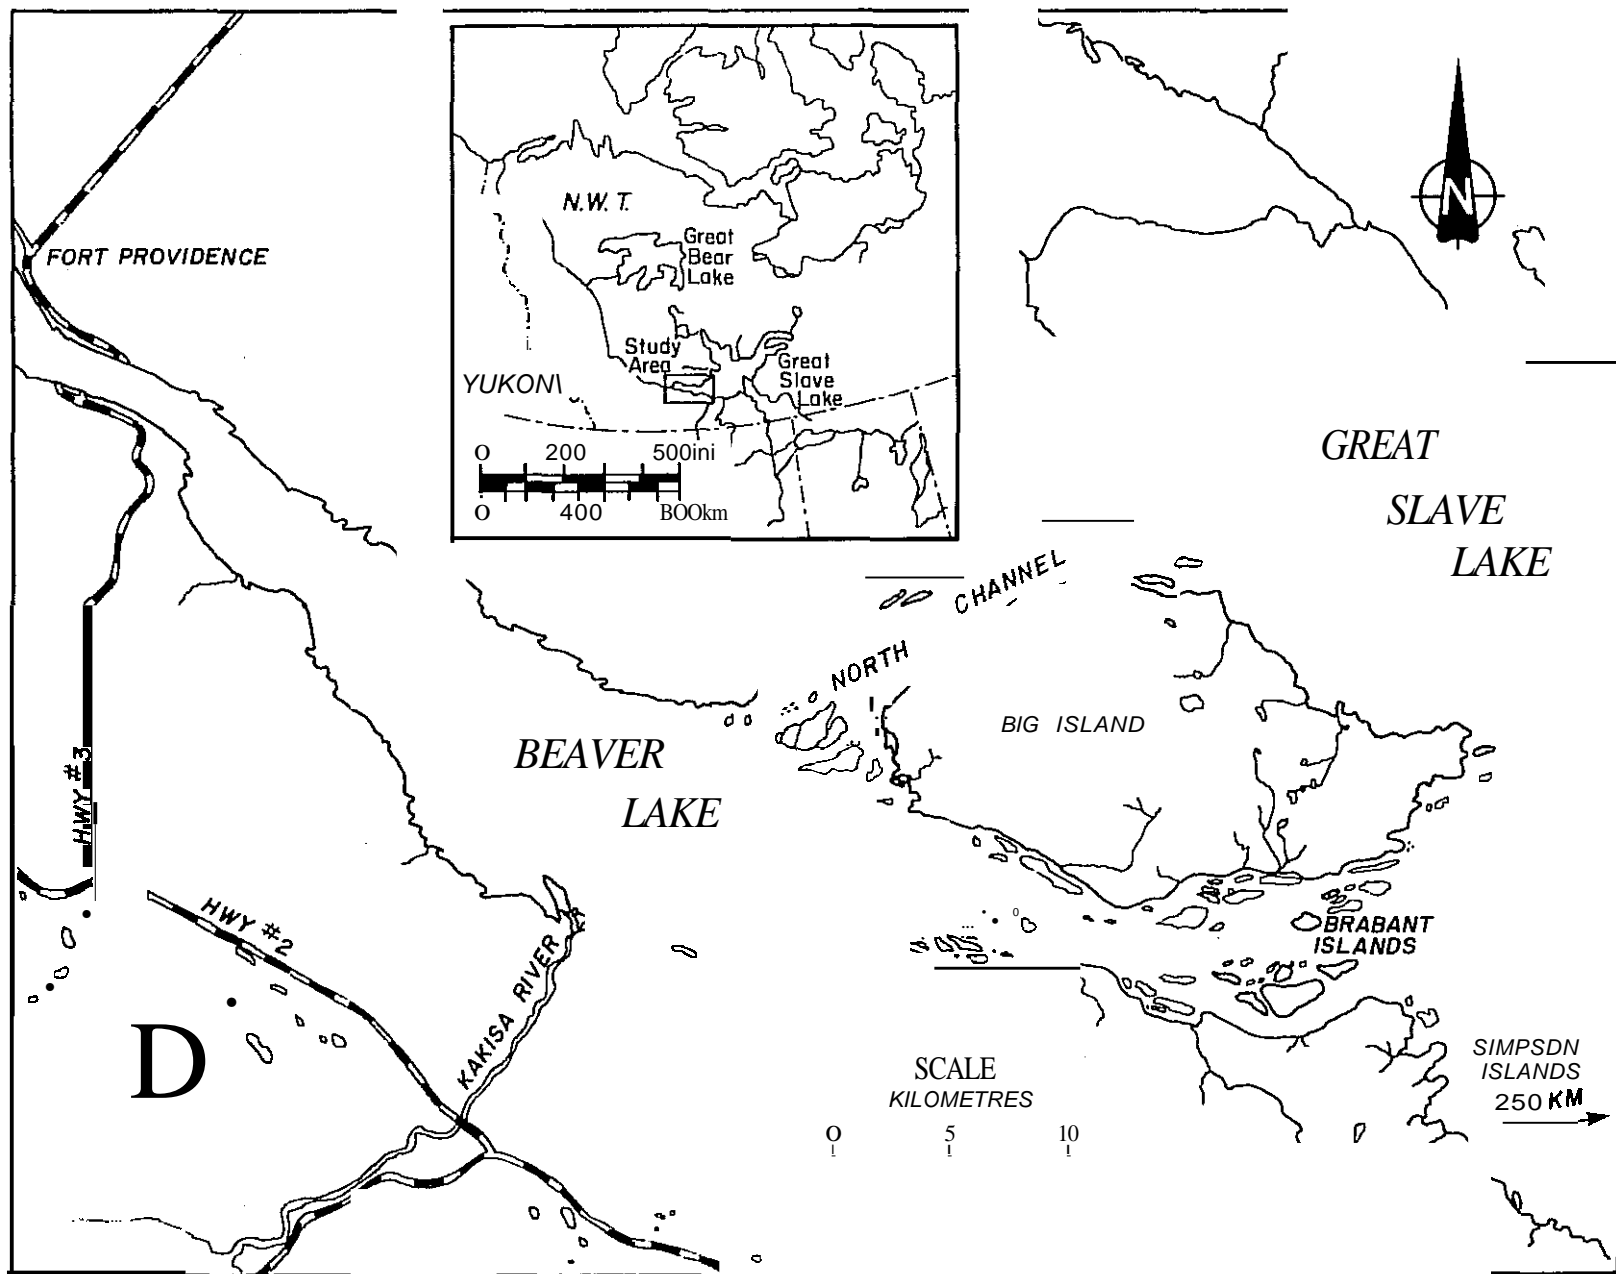 N
FORT PROVIDENCE
N.W.T.
Great
Bear
Lake
Study
Area
Great
Slave
Lake
YUKON\
O 200 500ini
O 400 BOOkm
GREAT
SLAVE
LAKE
NORTH CHANNEL
BIG ISLAND
BEAVER
LAKE
HWY #3
HWY #2
KAKISA RIVER
BRABANT
ISLANDS
D
SCALE
KILOMETRES
O 5 10
SIMPSDN
ISLANDS
250 KM